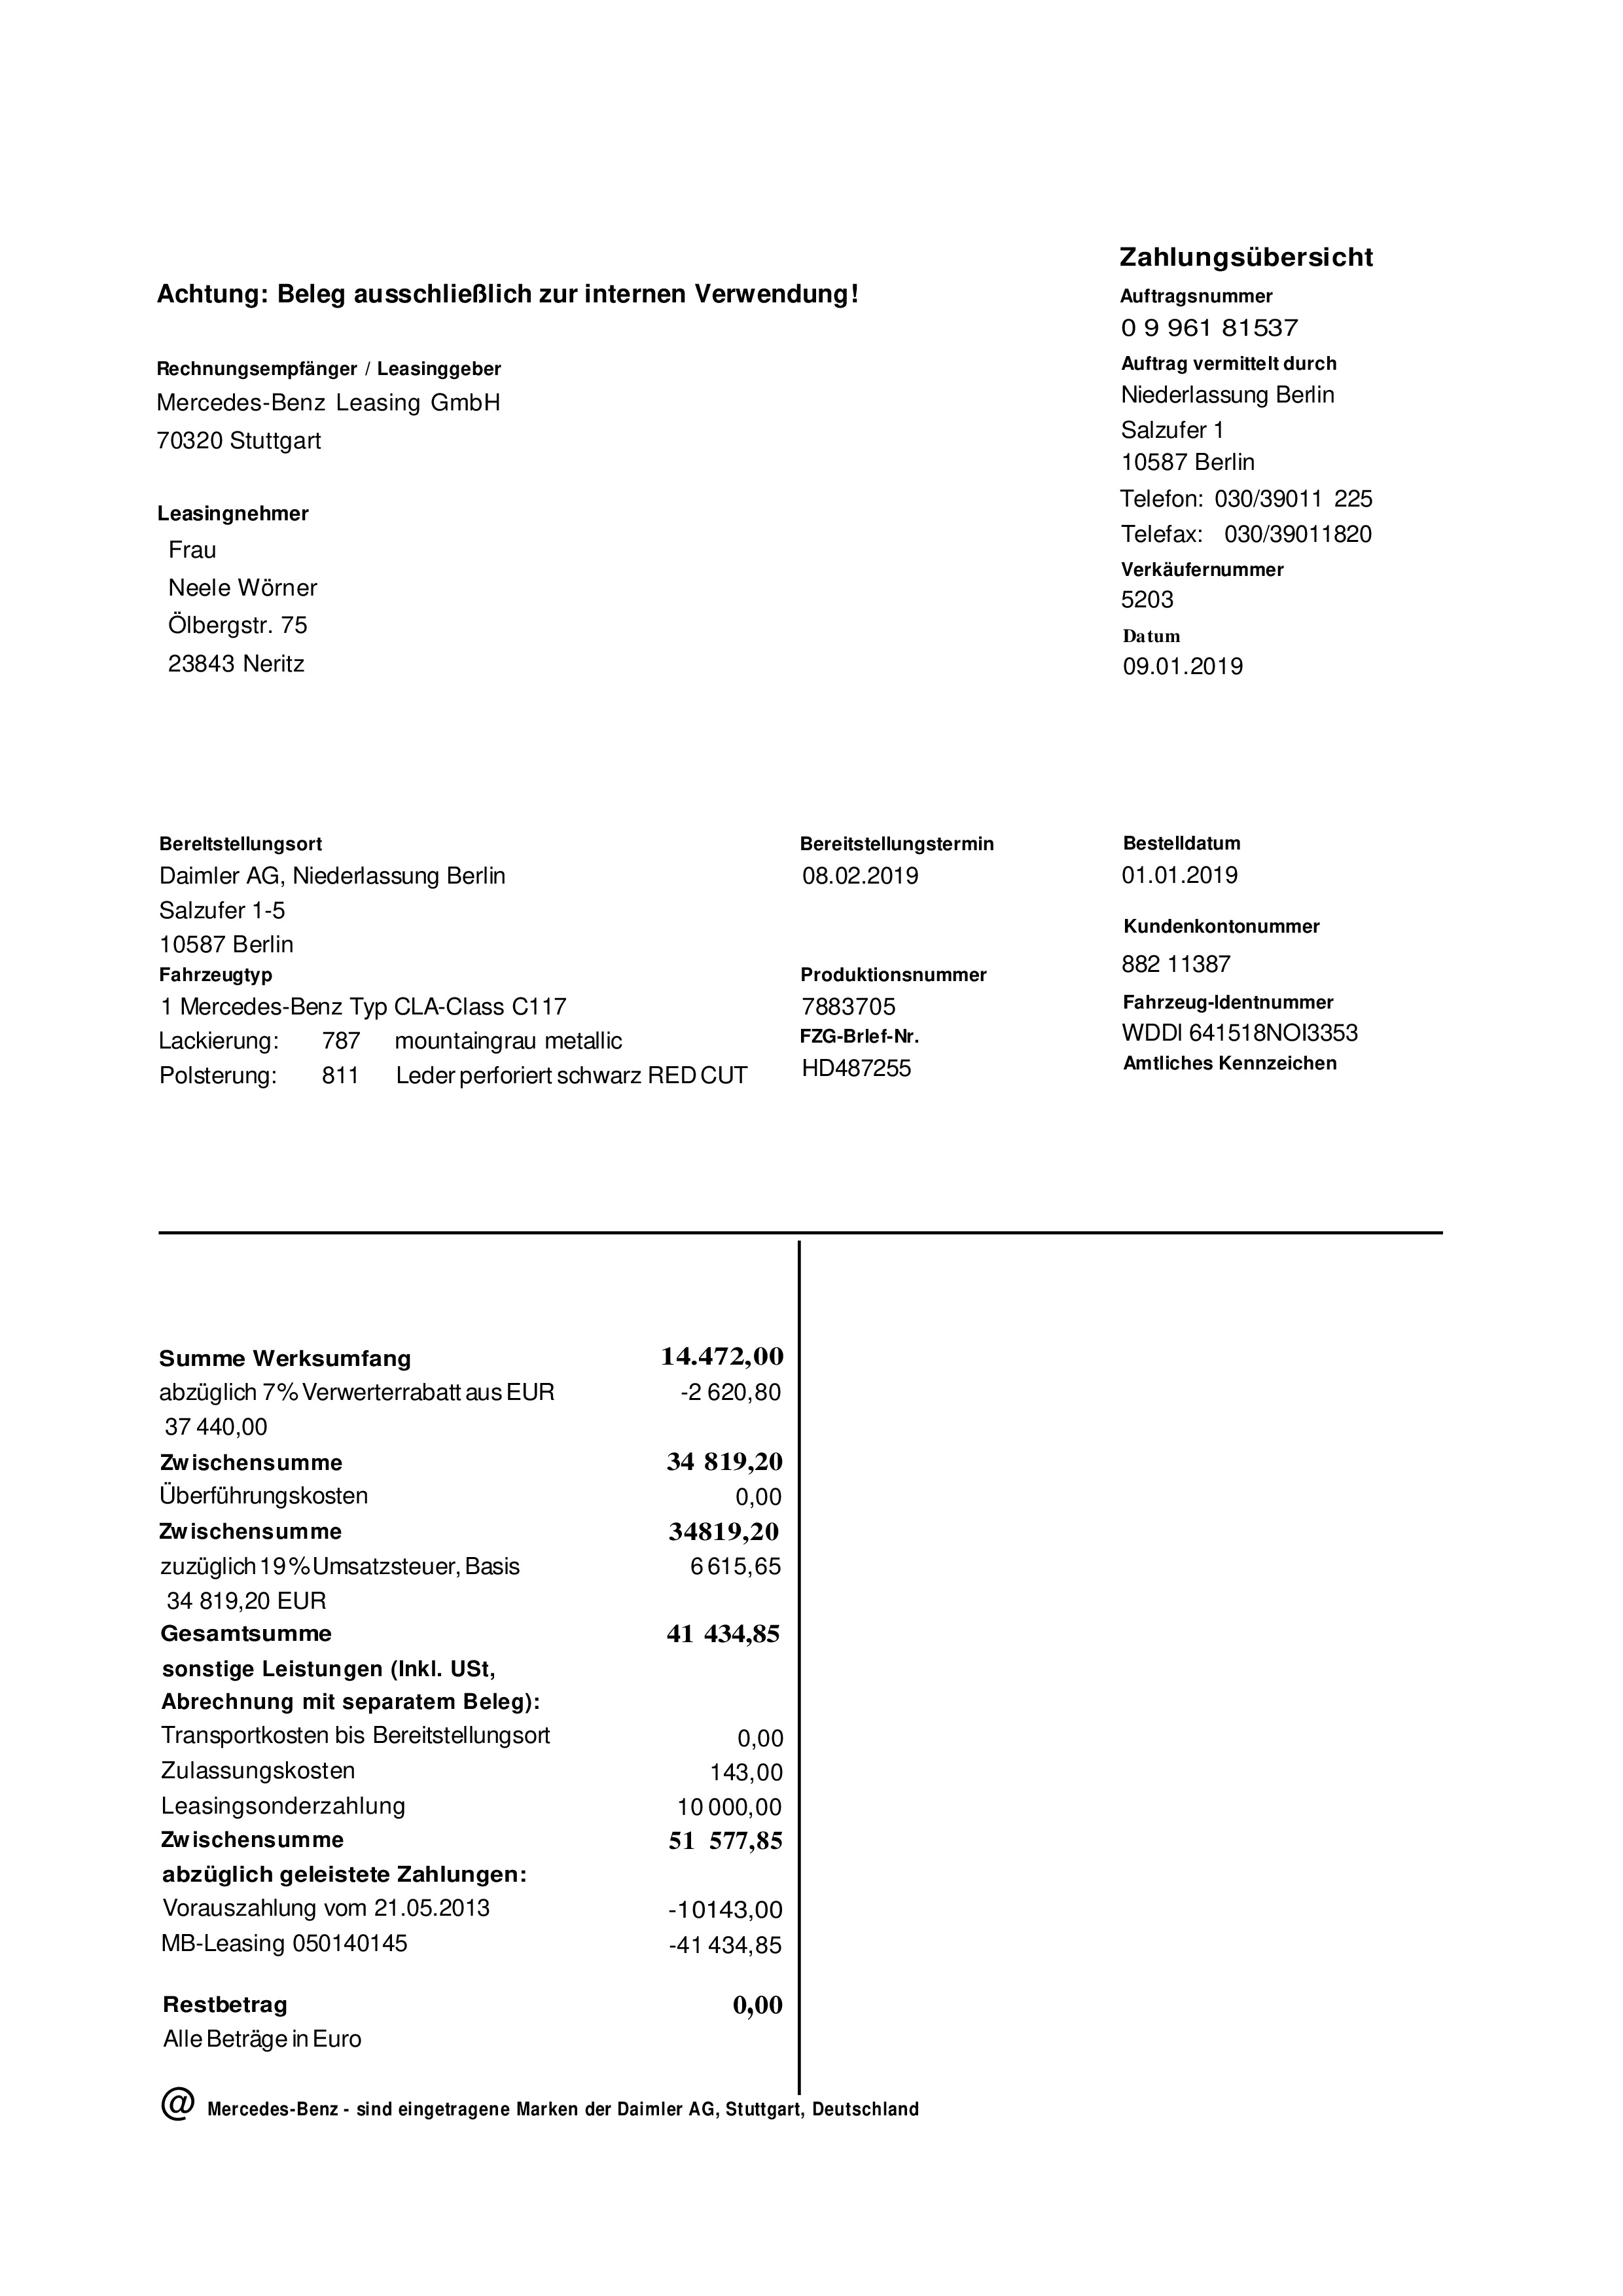 Zahlungsübersicht
Achtung: Beleg ausschließlich zur internen Verwendung!
Auftragsnummer
0 9 961 81537
Rechnungsempfänger / Leasinggeber
Mercedes-Benz Leasing GmbH
70320 Stuttgart
Auftrag vermittelt durch
Niederlassung Berlin
Salzufer 1
10587 Berlin
Telefon: 030/39011 225
Telefax: 030/39011820
Leasingnehmer
Frau
Neele Wörner
Ölbergstr. 75
23843 Neritz
Verkäufernummer
5203
Datum
09.01.2019
Bereltstellungsort
Daimler AG, Niederlassung Berlin
Salzufer 1-5
10587 Berlin
Bereitstellungstermin
08.02.2019
Bestelldatum
01.01.2019
Kundenkontonummer
882 11387
Fahrzeugtyp
1 Mercedes-Benz Typ CLA-Class C117
Lackierung: 787 mountaingrau metallic
Polsterung: 811 Leder perforiert schwarz RED CUT
Produktionsnummer
7883705
FZG-Brlef-Nr.
HD487255
Fahrzeug-Identnummer
WDDI 641518NOI3353
Amtliches Kennzeichen
Summe Werksumfang 14.472,00
abzüglich 7% Verwerterrabatt aus EUR -2 620,80
37 440,00
Zwischensumme 34 819,20
Überführungskosten 0,00
Zwischensumme 34819,20
zuzüglich 19 % Umsatzsteuer, Basis 6 615,65
34 819,20 EUR
Gesamtsumme 41 434,85
sonstige Leistungen (Inkl. USt,
Abrechnung mit separatem Beleg):
Transportkosten bis Bereitstellungsort 0,00
Zulassungskosten 143,00
Leasingsonderzahlung 10 000,00
Zwischensumme 51 577,85
abzüglich geleistete Zahlungen:
Vorauszahlung vom 21.05.2013 -10143,00
MB-Leasing 050140145 -41 434,85
Restbetrag 0,00
Alle Beträge in Euro
@ Mercedes-Benz - sind eingetragene Marken der Daimler AG, Stuttgart, Deutschland